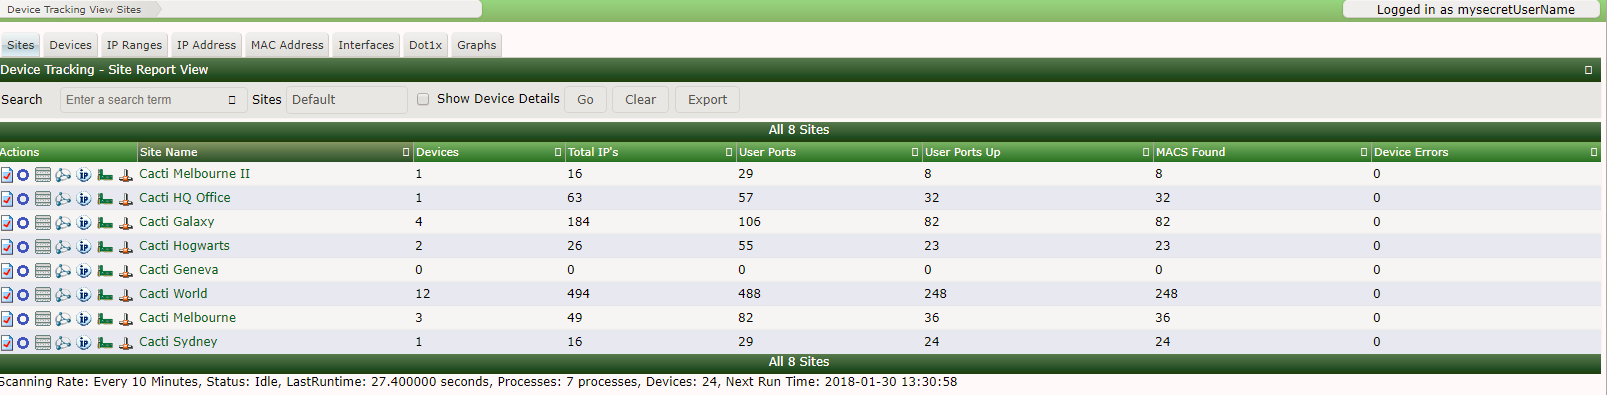 Device Tracking View Sites Logged in as mysecretUserName
Sites Devices IP Ranges IP Address MAC Address Interfaces Dot1x Graphs
Device Tracking - Site Report View
Search Enter a search term Sites Default Show Device Details Go Clear Export
All 8 Sites
Actions Site Name Devices Total IP's User Ports User Ports Up MACS Found Device Errors
Cacti Melbourne II 1 16 29 8 8 0
Cacti HQ Office 1 63 57 32 32 0
Cacti Galaxy 4 184 106 82 82 0
Cacti Hogwarts 2 26 55 23 23 0
Cacti Geneva 0 0 0 0 0 0
Cacti World 12 494 488 248 248 0
Cacti Melbourne 3 49 82 36 36 0
Cacti Sydney 1 16 29 24 24 0
All 8 Sites
Scanning Rate: Every 10 Minutes, Status: Idle, LastRuntime: 27.400000 seconds, Processes: 7 processes, Devices: 24, Next Run Time: 2018-01-30 13:30:58